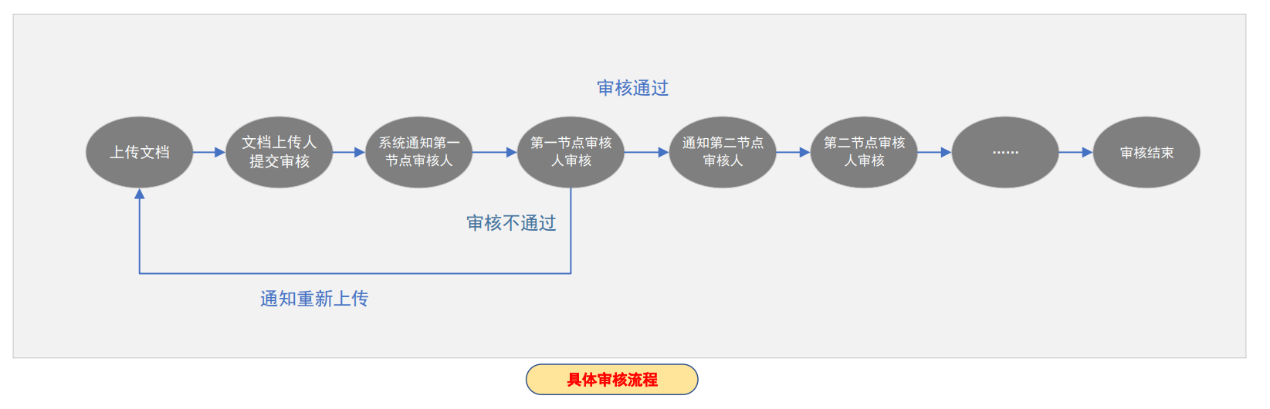 审核通过
上传文档
文档上传人
提交审核
系统通知第一
节点审核人
第一节点审核
人审核
通知第二节点
审核人
第二节点审核
人审核
……
审核结束
审核不通过
通知重新上传
具体审核流程